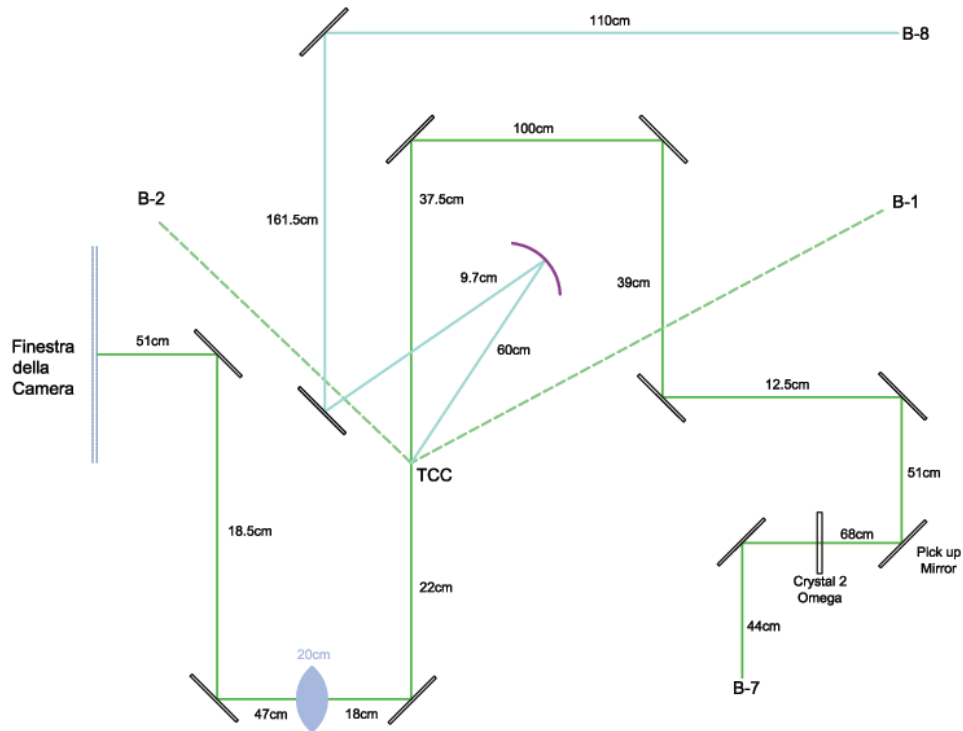 110cm
B-8
100cm
B-2
37.5cm
B-1
161.5cm
9.7cm
39cm
51cm
Finestra
della
Camera
60cm
12.5cm
TCC
51cm
18.5cm
68cm
Pick up
Mirror
22cm
Crystal 2
Omega
44cm
20cm
B-7
47cm
18cm